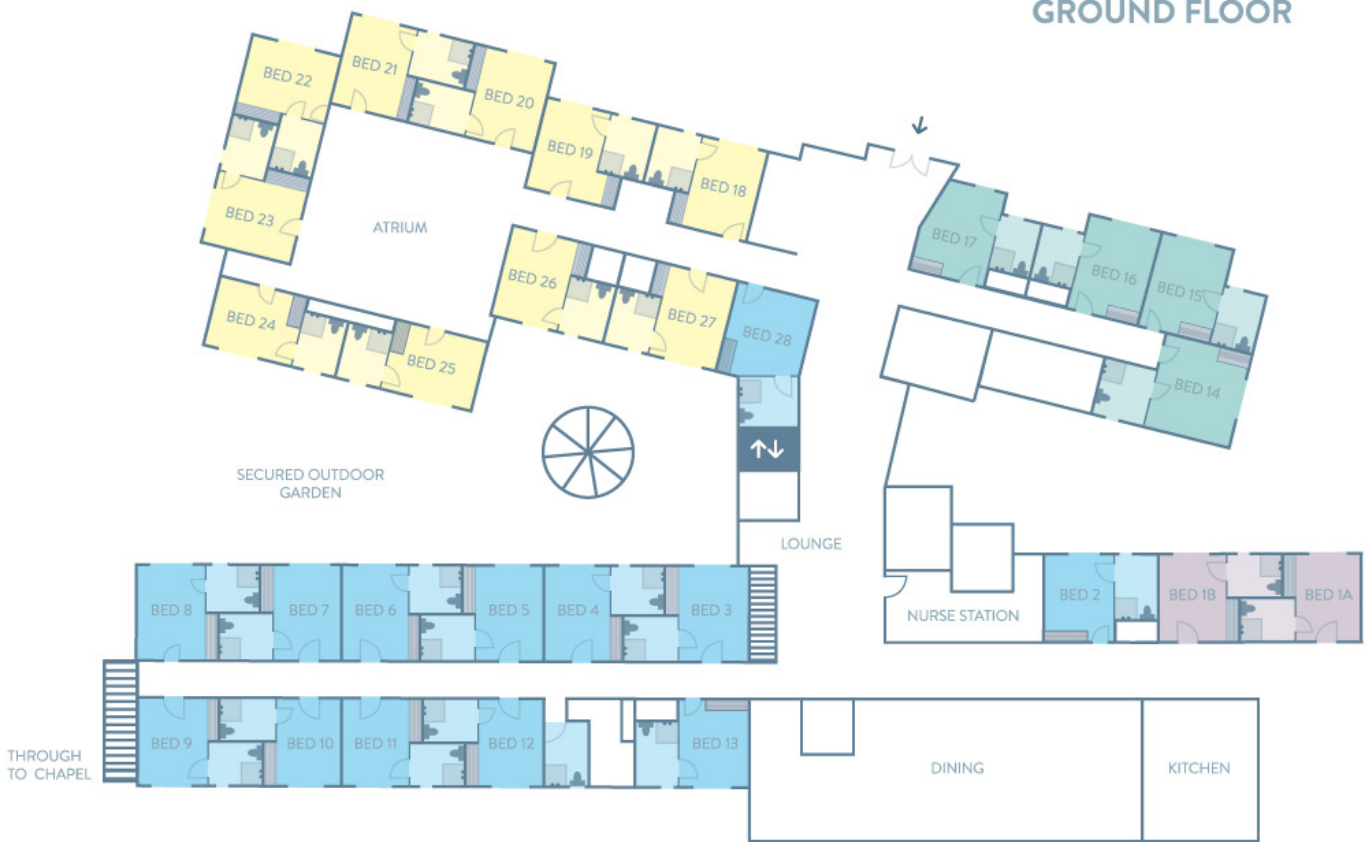 GROUND FLOOR
BED 22
BED 21
BED 20
BED 19
BED 18
BED 23
ATRIUM
BED 17
BED 16
BED 15
BED 26
BED 27
BED 28
BED 24
BED 25
BED 14
SECURED OUTDOOR
GARDEN
LOUNGE
BED 8
BED 7
BED 6
BED 5
BED 4
BED 3
NURSE STATION
BED 2
BED 1B
BED 1A
BED 9
BED 10
BED 11
BED 12
BED 13
THROUGH
TO CHAPEL
DINING
KITCHEN